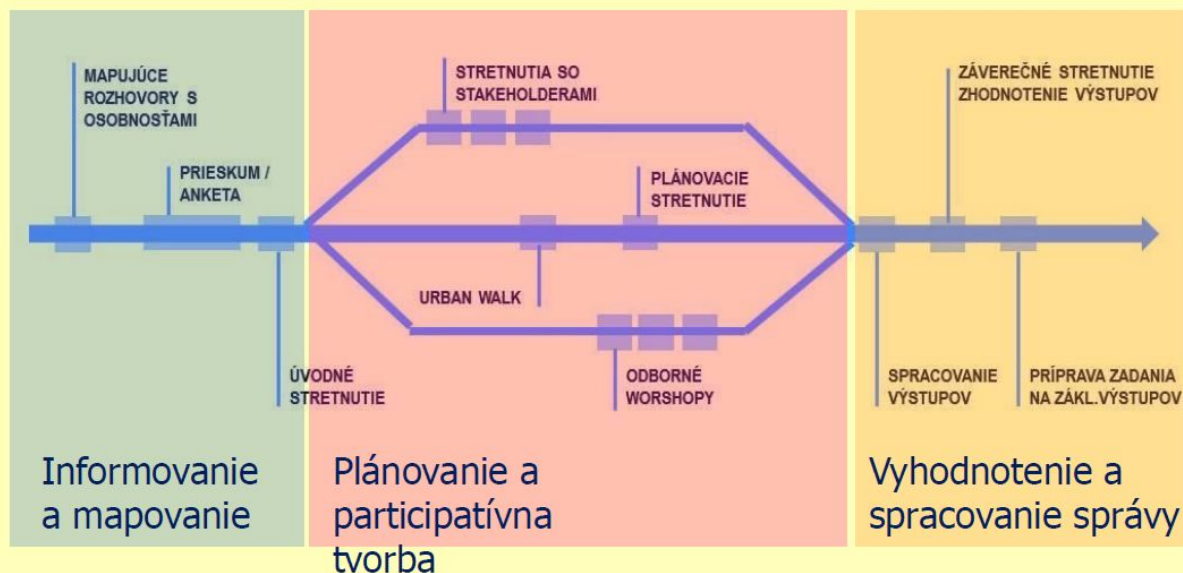 MAPUJÚCE
ROZHOVORY S
OSOBNOSŤAMI
PRIESKUM /
ANKETA
ÚVODNÉ
STRETNUTIE
STRETNUTIA SO
STAKEHOLDERAMI
PLÁNOVACIE
STRETNUTIE
URBAN WALK
ODBORNÉ
WORSHOPY
ZÁVEREČNÉ STRETNUTIE
ZHODNOTENIE VÝSTUPOV
SPRACOVANIE
VÝSTUPOV
PRÍPRAVA ZADANIA
NA ZÁKL.VÝSTUPOV
Informovanie
a mapovanie
Plánovanie a
participatívna
tvorba
Vyhodnotenie a
spracovanie správy